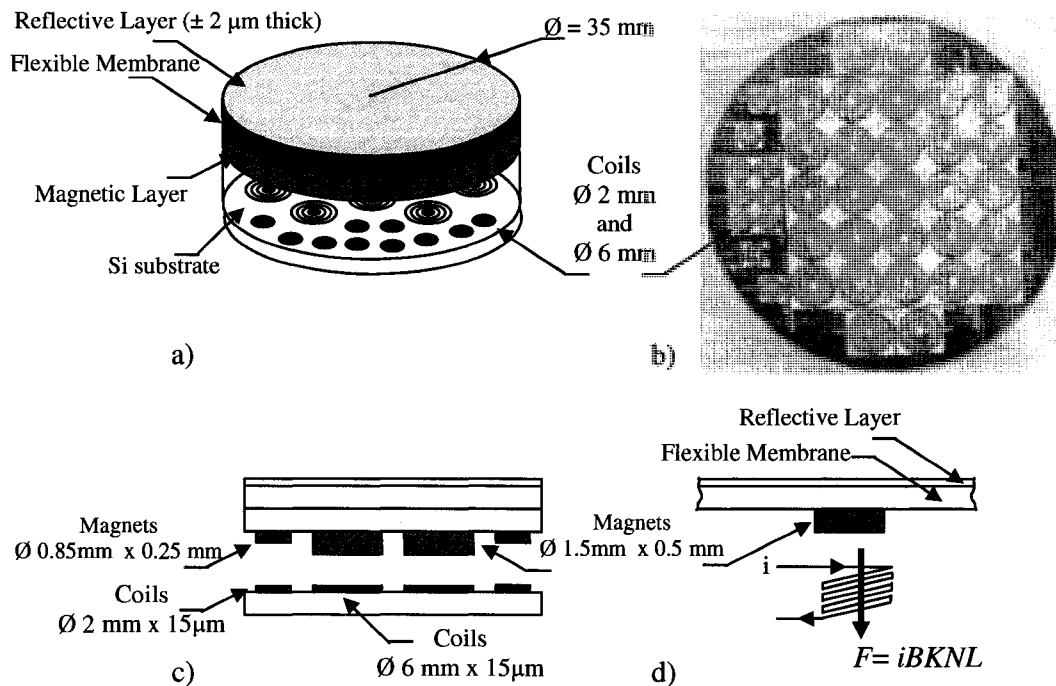 Reflective Layer (± 2 µm thick)
Flexible Membrane
Magnetic Layer
Si substrate
Ø = 35 mm
Coils
Ø 2 mm
and
Ø 6 mm
a)
b)
Magnets
Ø 0.85mm x 0.25 mm
Coils
Ø 2 mm x 15µm
Coils
Ø 6 mm x 15µm
c)
Reflective Layer
Flexible Membrane
Magnets
Ø 1.5mm x 0.5 mm
i
F= iBKNL
d)